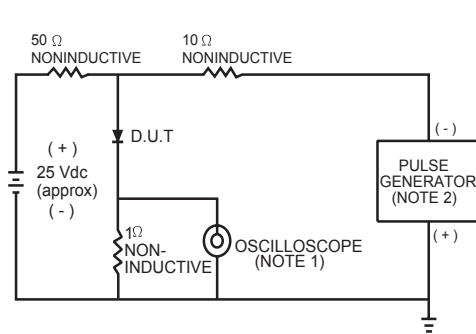 50 Ω
NONINDUCTIVE
10 Ω
NONINDUCTIVE
( + )
25 Vdc
(approx)
( - )
D.U.T
1Ω
NON-
INDUCTIVE
OSCILLOSCOPE
(NOTE 1)
( - )
PULSE
GENERATOR
(NOTE 2)
( + )